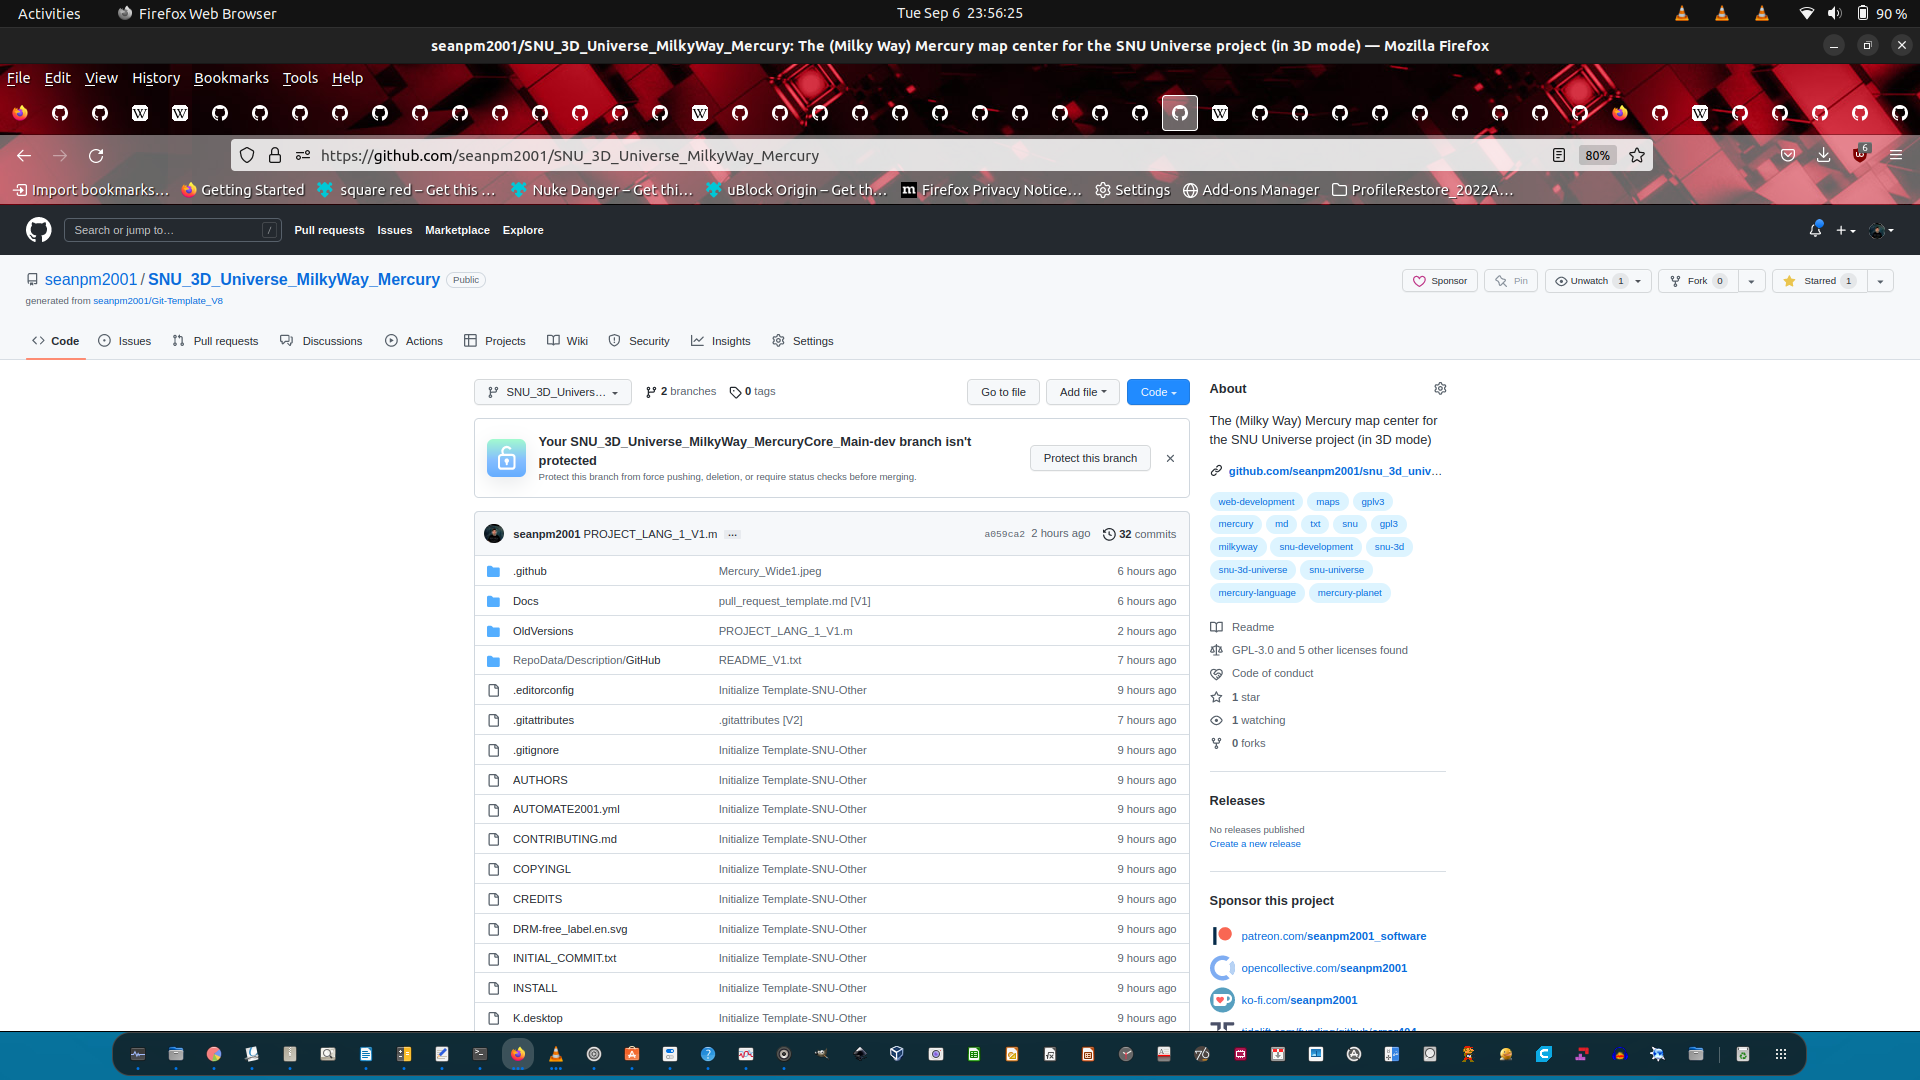 Activities
Firefox Web Browser
Tue Sep 6 23:56:25
90 %
seanpm2001/SNU_3D_Universe_MilkyWay_Mercury: The (Milky Way) Mercury map center for the SNU Universe project (in 3D mode) — Mozilla Firefox
File Edit View History Bookmarks Tools Help
https://github.com/seanpm2001/SNU_3D_Universe_MilkyWay_Mercury
80%
6
Import bookmarks…
Getting Started
square red – Get this …
Nuke Danger – Get thi…
uBlock Origin – Get th…
Firefox Privacy Notice…
Settings
Add-ons Manager
ProfileRestore_2022A…
Search or jump to…
/
Pull requests Issues Marketplace Explore
seanpm2001 / SNU_3D_Universe_MilkyWay_Mercury Public
generated from seanpm2001/Git-Template_V8
Sponsor
Pin
Unwatch 1
Fork 0
Starred 1
Code
Issues
Pull requests
Discussions
Actions
Projects
Wiki
Security
Insights
Settings
SNU_3D_Univers…
2 branches
0 tags
Go to file
Add file
Code
Your SNU_3D_Universe_MilkyWay_MercuryCore_Main-dev branch isn't
protected
Protect this branch from force pushing, deletion, or require status checks before merging.
Protect this branch
seanpm2001 PROJECT_LANG_1_V1.m … a059ca2 2 hours ago 32 commits
.github Mercury_Wide1.jpeg 6 hours ago
Docs pull_request_template.md [V1] 6 hours ago
OldVersions PROJECT_LANG_1_V1.m 2 hours ago
RepoData/Description/GitHub README_V1.txt 7 hours ago
.editorconfig Initialize Template-SNU-Other 9 hours ago
.gitattributes .gitattributes [V2] 7 hours ago
.gitignore Initialize Template-SNU-Other 9 hours ago
AUTHORS Initialize Template-SNU-Other 9 hours ago
AUTOMATE2001.yml Initialize Template-SNU-Other 9 hours ago
CONTRIBUTING.md Initialize Template-SNU-Other 9 hours ago
COPYINGL Initialize Template-SNU-Other 9 hours ago
CREDITS Initialize Template-SNU-Other 9 hours ago
DRM-free_label.en.svg Initialize Template-SNU-Other 9 hours ago
INITIAL_COMMIT.txt Initialize Template-SNU-Other 9 hours ago
INSTALL Initialize Template-SNU-Other 9 hours ago
K.desktop Initialize Template-SNU-Other 9 hours ago
About
The (Milky Way) Mercury map center for
the SNU Universe project (in 3D mode)
github.com/seanpm2001/snu_3d_univ…
web-development maps gplv3
mercury md txt snu gpl3
milkyway snu-development snu-3d
snu-3d-universe snu-universe
mercury-language mercury-planet
Readme
GPL-3.0 and 5 other licenses found
Code of conduct
1 star
1 watching
0 forks
Releases
No releases published
Create a new release
Sponsor this project
patreon.com/seanpm2001_software
opencollective.com/seanpm2001
ko-fi.com/seanpm2001